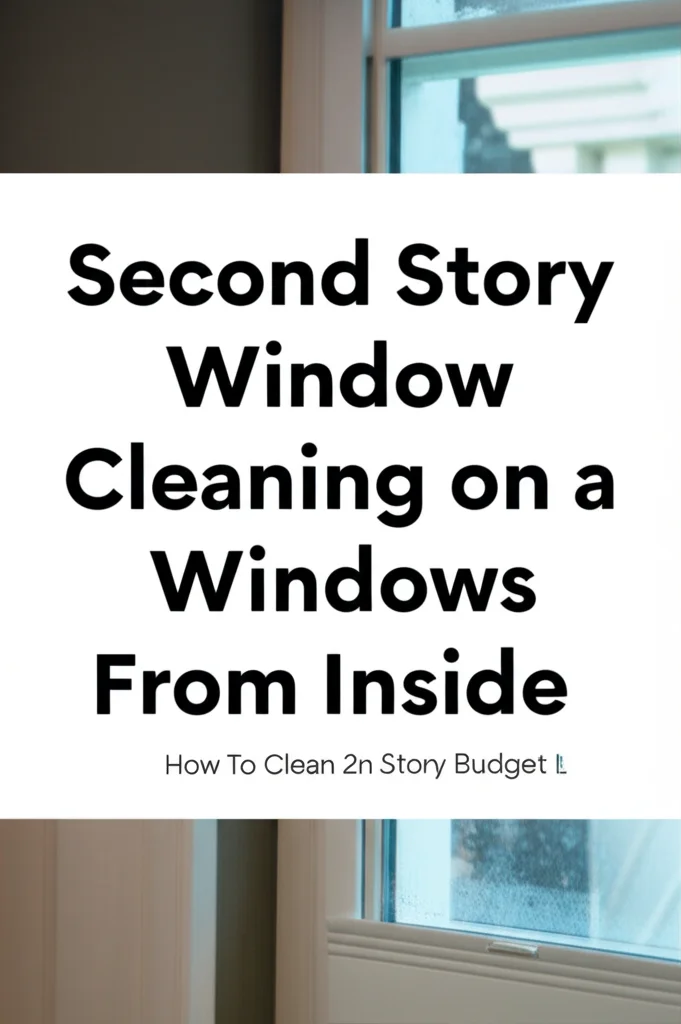 Second Story
Window
Cleaning on a
Windows
From Inside
How To Clean 2n Story Budget